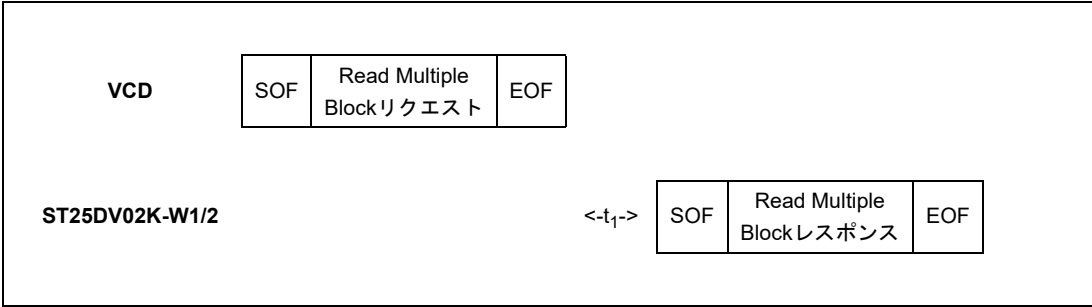 VCD
SOF
Read Multiple
Blockリクエスト
EOF
ST25DV02K-W1/2
<-t1->
SOF
Read Multiple
Blockレスポンス
EOF